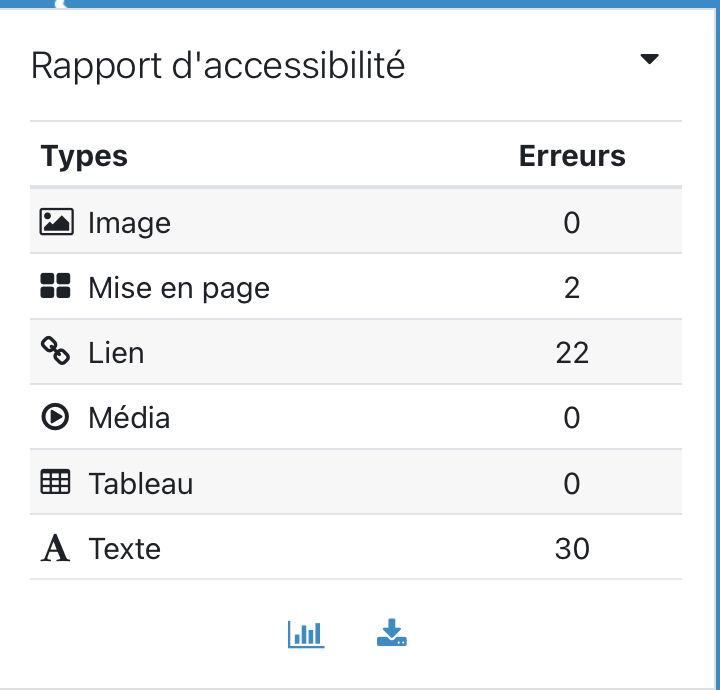 Rapport d'accessibilité
Types Erreurs
Image 0
Mise en page 2
Lien 22
Média 0
Tableau 0
Texte 30